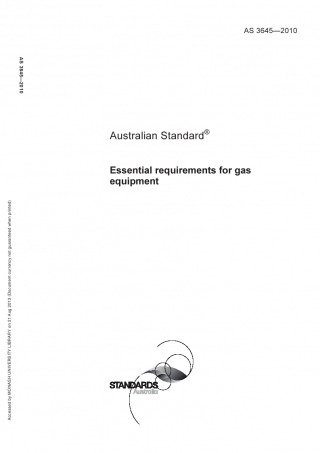 AS 3645—2010
AS 3645—2010
Australian Standard®
Essential requirements for gas
equipment
Accessed by MONASH UNIVERSITY LIBRARY on 21 Aug 2010 (Document currency not guaranteed when printed)
STANDARDS
Australia